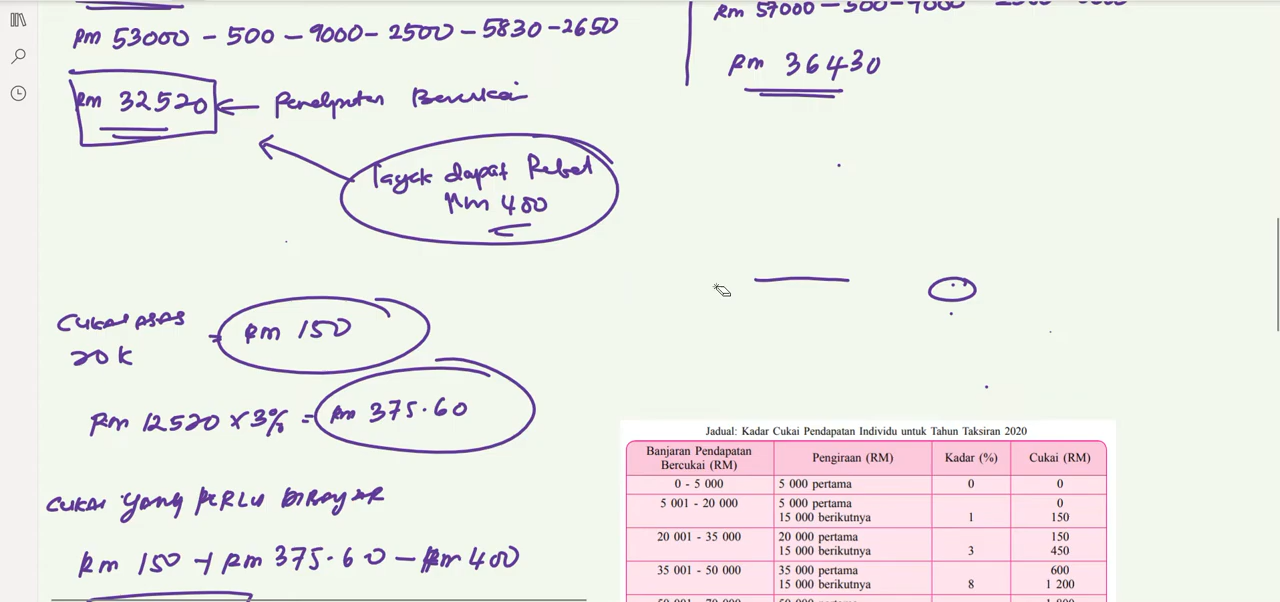 RM 53000 - 500 - 9000 - 2500 - 5830 - 2650
RM 32520 ← Pendapatan Bercukai
Layak dapat Rebat
RM 400
Cukai asas
20K = RM 150
RM 12520 x 3% = RM 375.60
Cukai yang perlu dibayar
RM 150 + RM 375.60 - RM 400
RM 57000 - 500 - 9000
RM 36430
Jadual: Kadar Cukai Pendapatan Individu untuk Tahun Taksiran 2020
Banjaran Pendapatan Bercukai (RM) Pengiraan (RM) Kadar (%) Cukai (RM)
0 - 5 000 5 000 pertama 0 0
5 001 - 20 000 5 000 pertama 0
15 000 berikutnya 1 150
20 001 - 35 000 20 000 pertama 150
15 000 berikutnya 3 450
35 001 - 50 000 35 000 pertama 600
15 000 berikutnya 8 1 200